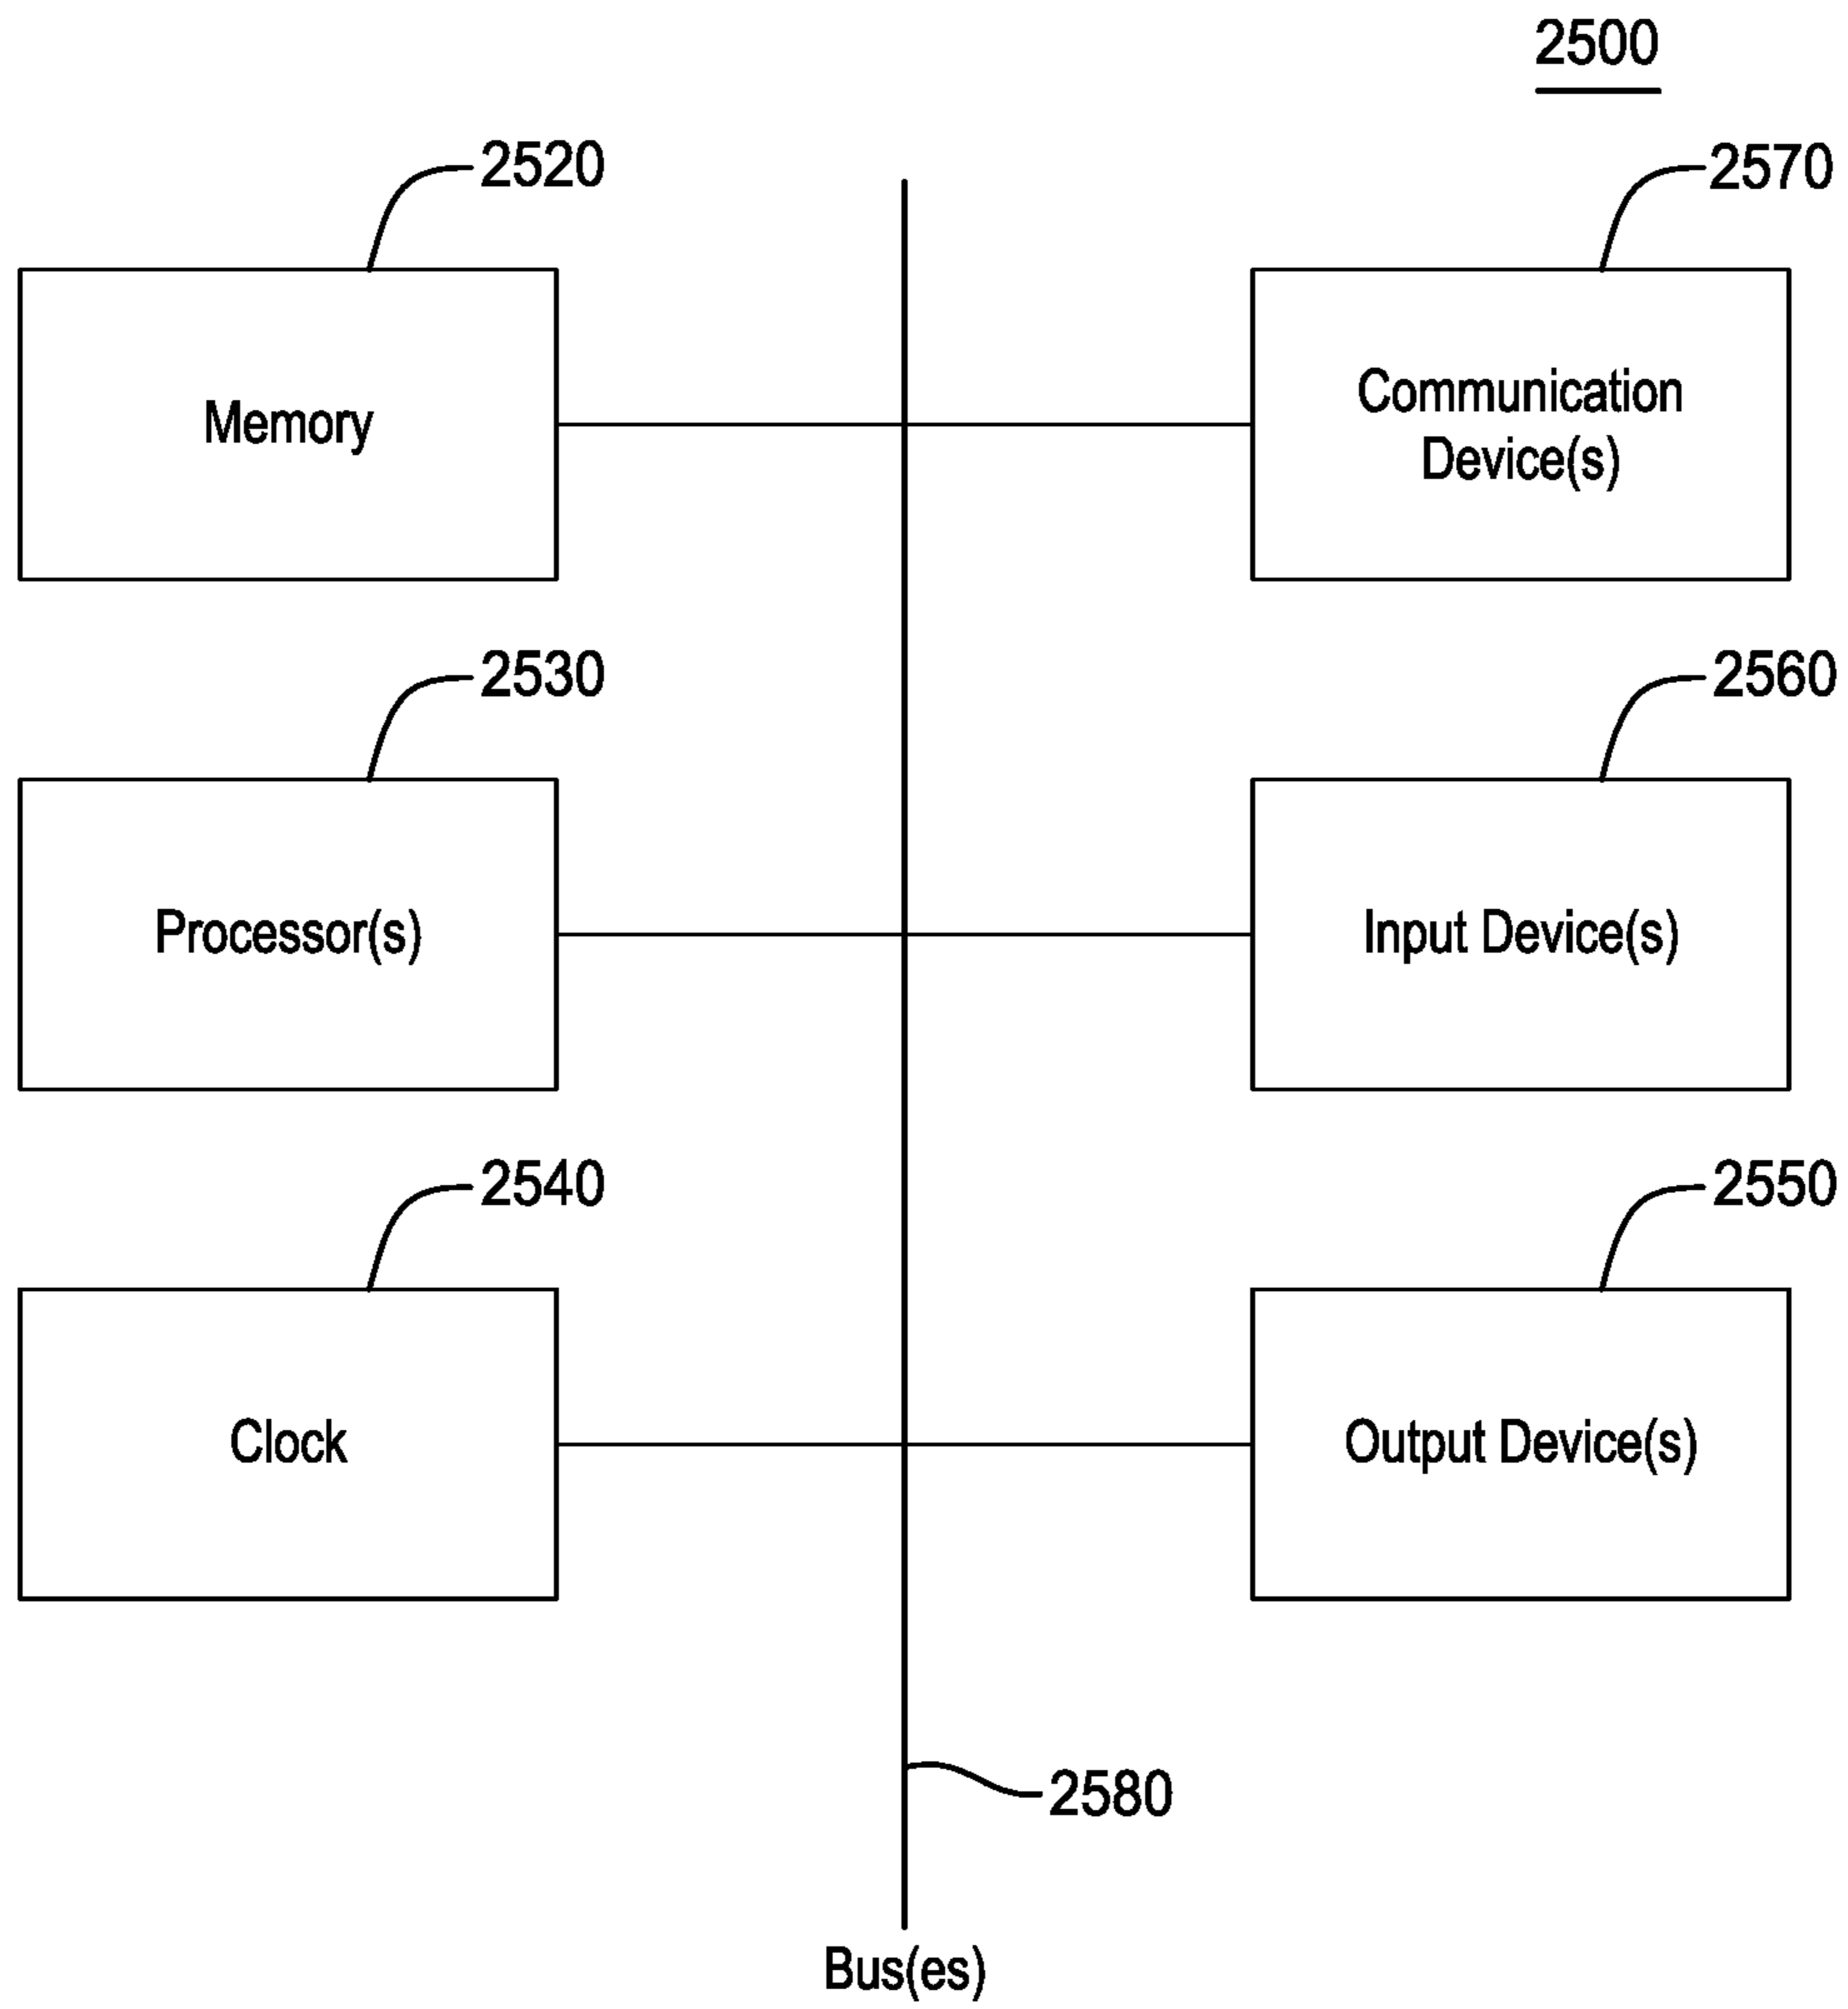 2500
2520
2570
Memory
Communication
Device(s)
2530
2560
Processor(s)
Input Device(s)
2540
2550
Clock
Output Device(s)
2580
Bus(es)